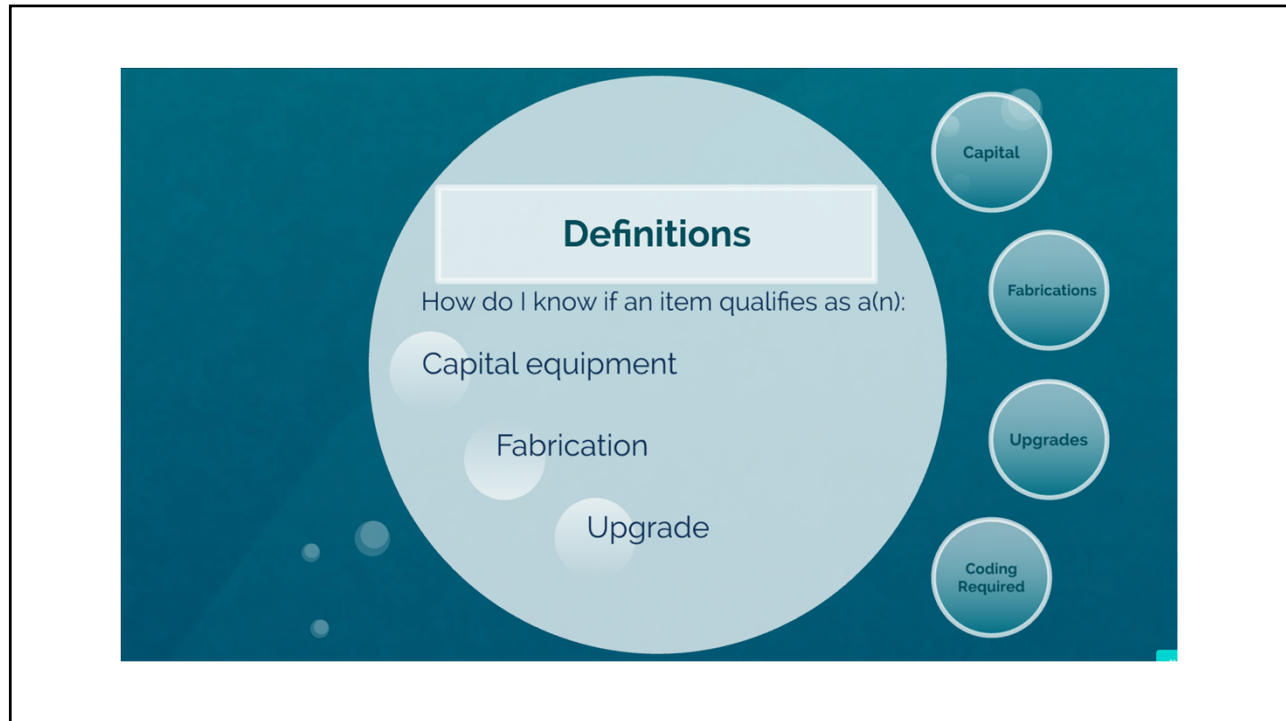 Definitions
How do I know if an item qualifies as a(n):
Capital equipment
Fabrication
Upgrade
Capital
Fabrications
Upgrades
Coding
Required